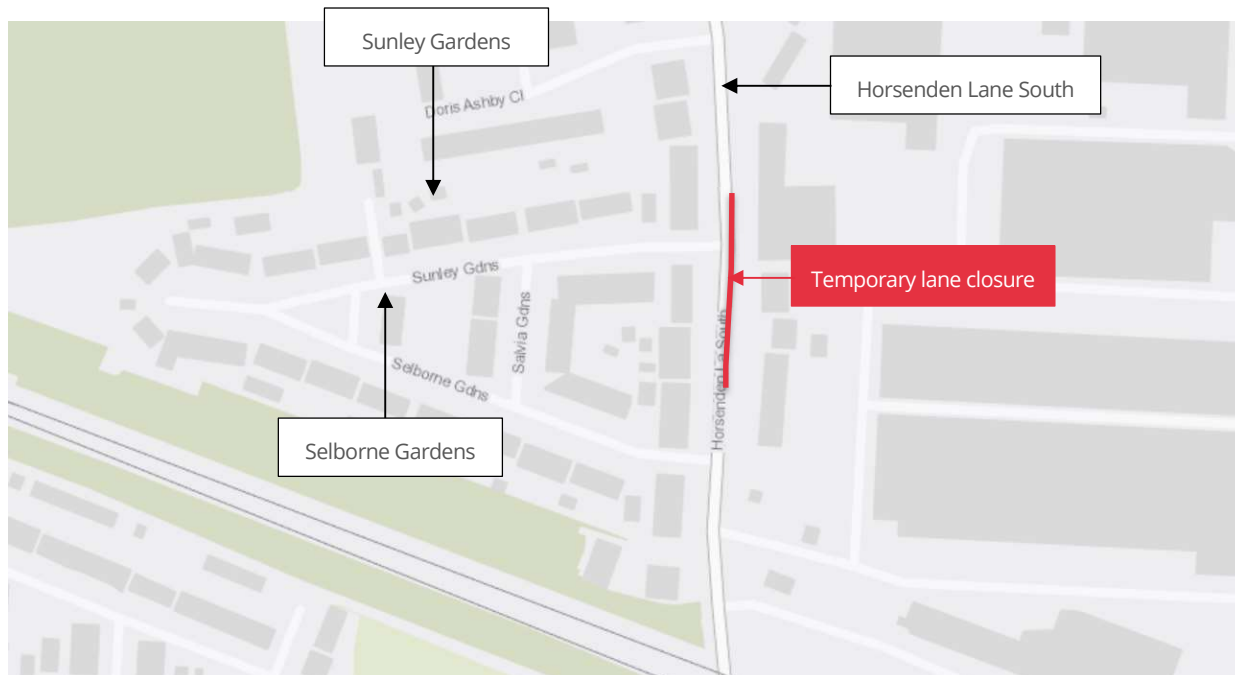 Sunley Gardens
Horsenden Lane South
Doris Ashby Cl
Sunley Gdns
Temporary lane closure
Salvia Gdns
Selborne Gdns
Horsenden La South
Selborne Gardens